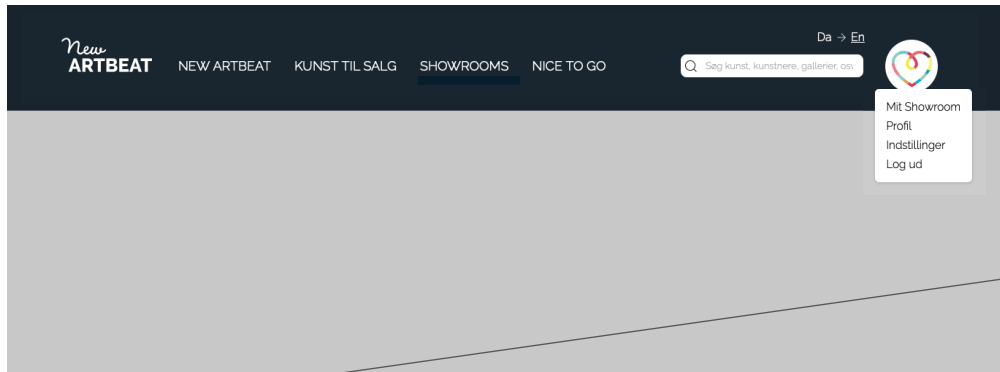 Da → En
New
ARTBEAT
NEW ARTBEAT KUNST TIL SALG SHOWROOMS NICE TO GO
Søg kunst, kunstnere, gallerier, osv
Mit Showroom
Profil
Indstillinger
Log ud